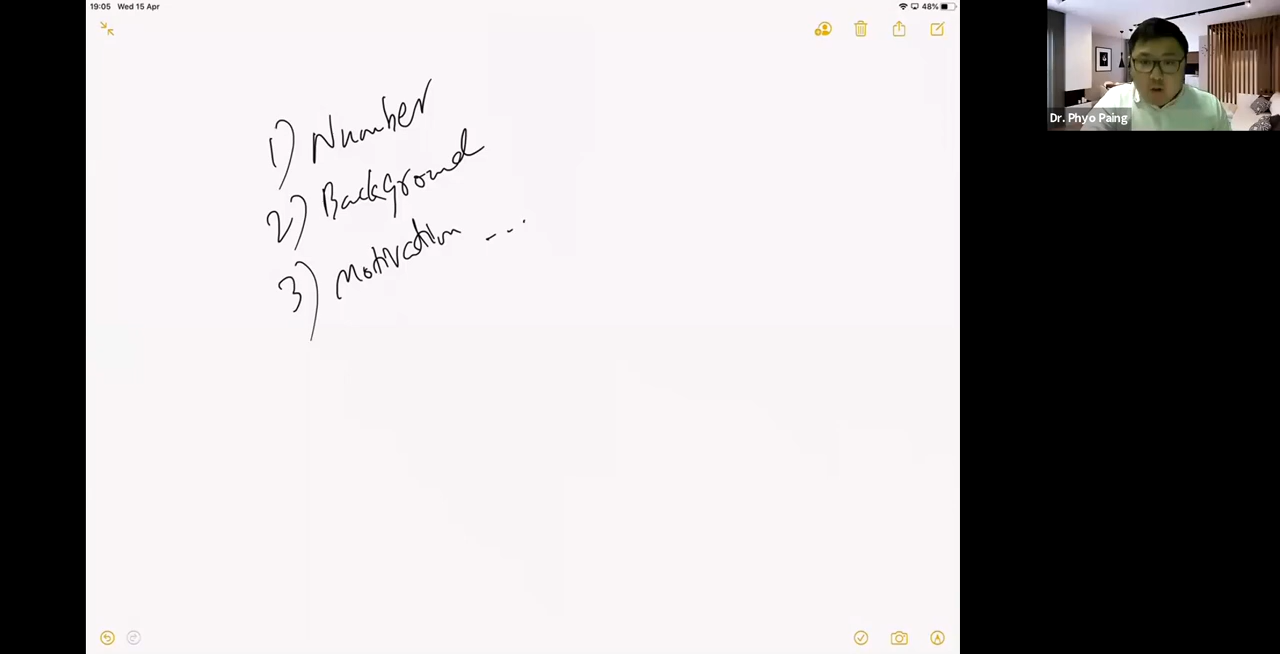 19:05 Wed 15 Apr 48%
1) Number
2) Background
3) Motivation ---
Dr. Phyo Paing